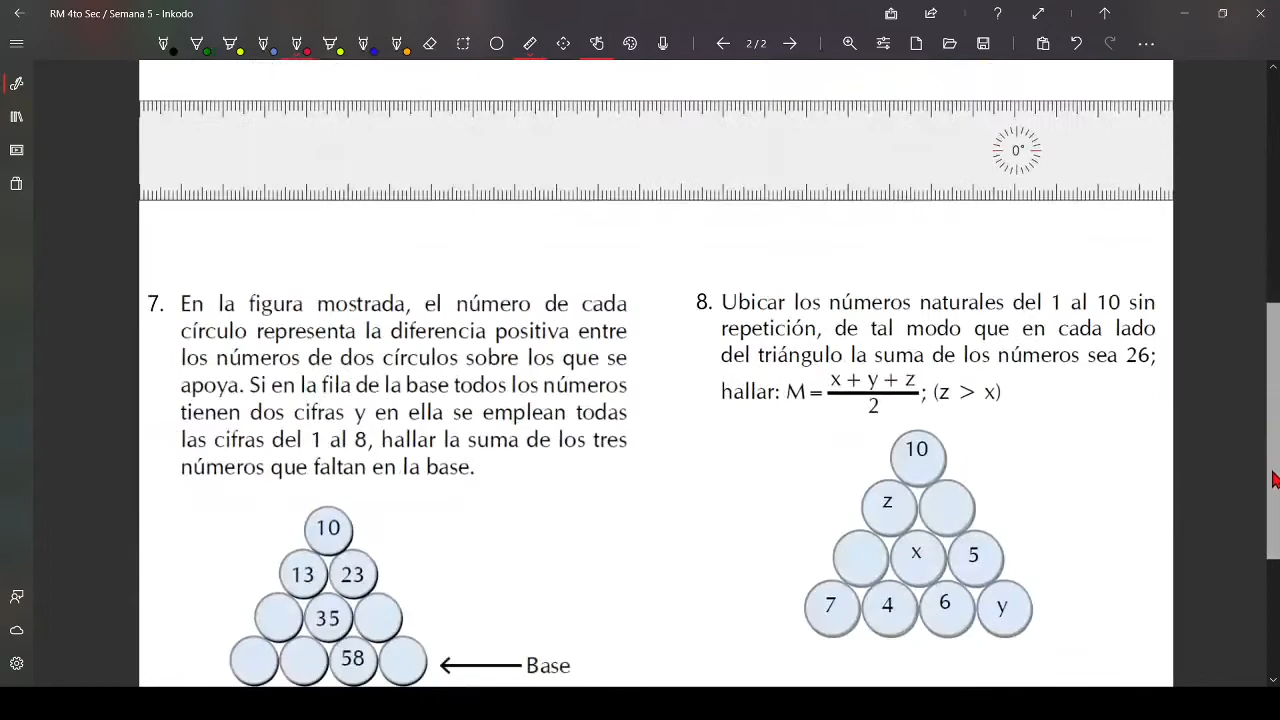 RM 4to Sec / Semana 5 - Inkodo
2/2
0°
7. En la figura mostrada, el número de cada
círculo representa la diferencia positiva entre
los números de dos círculos sobre los que se
apoya. Si en la fila de la base todos los números
tienen dos cifras y en ella se emplean todas
las cifras del 1 al 8, hallar la suma de los tres
números que faltan en la base.
10
13 23
35
58
Base
8. Ubicar los números naturales del 1 al 10 sin
repetición, de tal modo que en cada lado
del triángulo la suma de los números sea 26;
hallar: M = x + y + z / 2 ; (z > x)
10
z
x 5
7 4 6 y